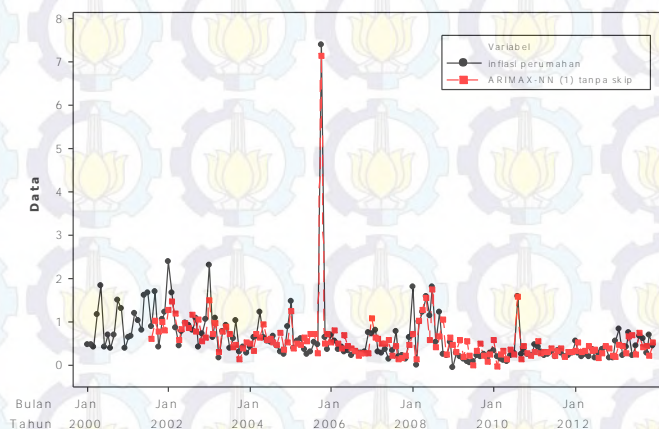 8
Variabel
Inflasi perumahan
ARIMAX-NN (1) tanpa skip
7
6
5
4
Data
3
2
1
0
Bulan Jan Jan Jan Jan Jan Jan Jan
Tahun 2000 2002 2004 2006 2008 2010 2012